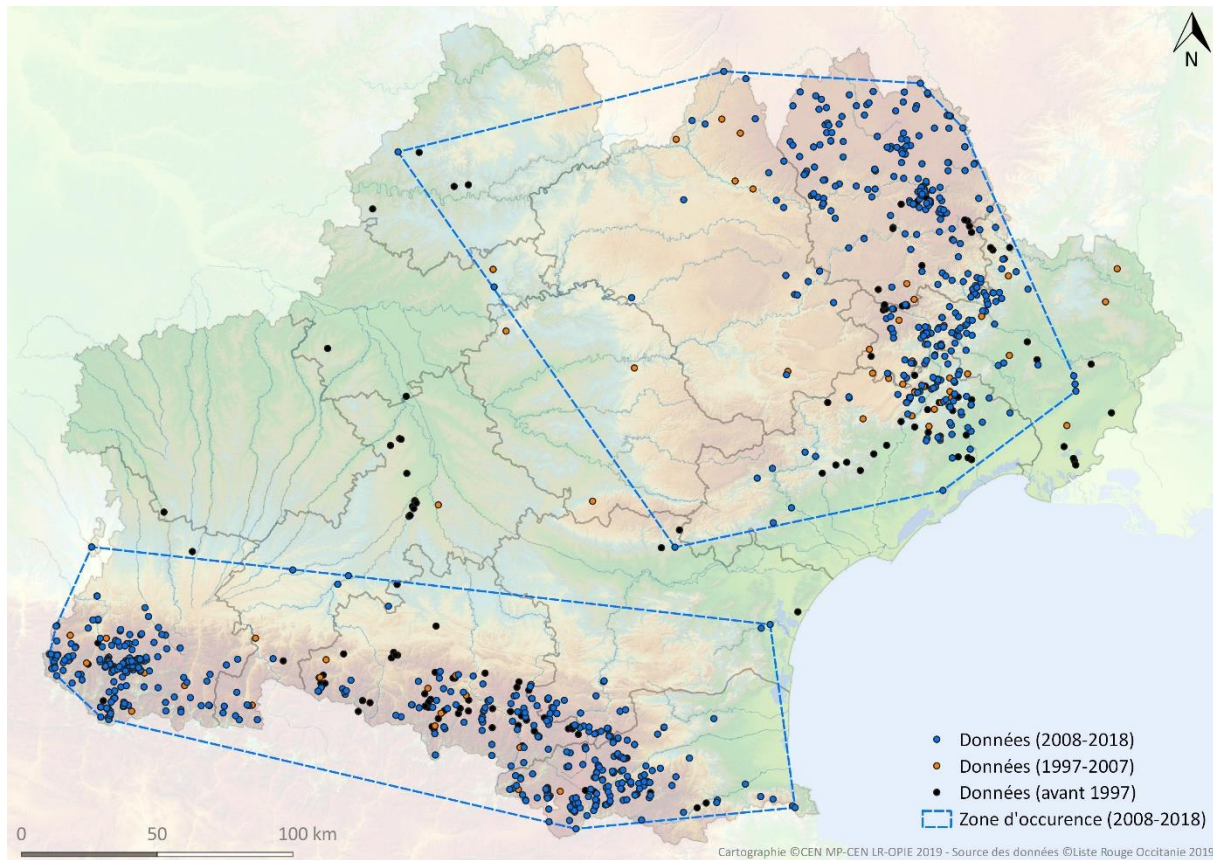 N
Données (2008-2018)
Données (1997-2007)
Données (avant 1997)
Zone d'occurence (2008-2018)
0 50 100 km
Cartographie ©CEN MP-CEN LR-OPIE 2019 - Source des données ©Liste Rouge Occitanie 2019